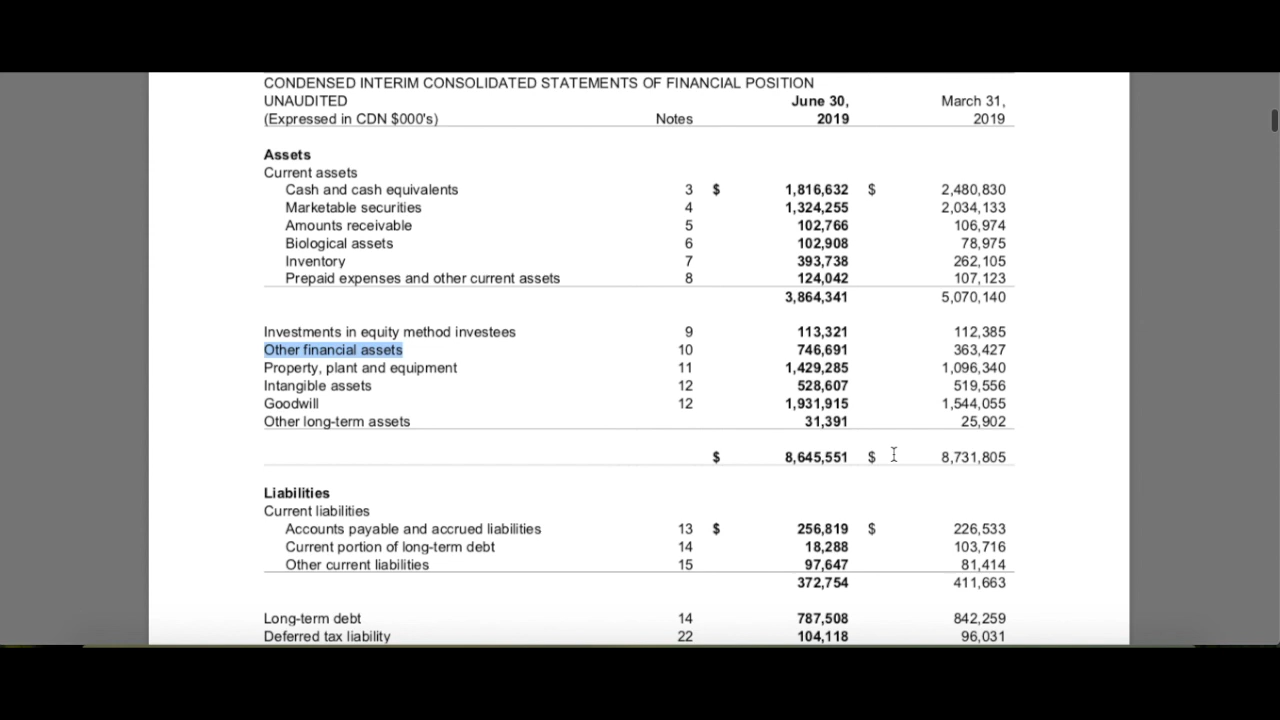 CONDENSED INTERIM CONSOLIDATED STATEMENTS OF FINANCIAL POSITION
UNAUDITED June 30, March 31,
(Expressed in CDN $000's) Notes 2019 2019
Assets
Current assets
Cash and cash equivalents 3 $ 1,816,632 $ 2,480,830
Marketable securities 4 1,324,255 2,034,133
Amounts receivable 5 102,766 106,974
Biological assets 6 102,908 78,975
Inventory 7 393,738 262,105
Prepaid expenses and other current assets 8 124,042 107,123
3,864,341 5,070,140
Investments in equity method investees 9 113,321 112,385
Other financial assets 10 746,691 363,427
Property, plant and equipment 11 1,429,285 1,096,340
Intangible assets 12 528,607 519,556
Goodwill 12 1,931,915 1,544,055
Other long-term assets 31,391 25,902
$ 8,645,551 $ 8,731,805
Liabilities
Current liabilities
Accounts payable and accrued liabilities 13 $ 256,819 $ 226,533
Current portion of long-term debt 14 18,288 103,716
Other current liabilities 15 97,647 81,414
372,754 411,663
Long-term debt 14 787,508 842,259
Deferred tax liability 22 104,118 96,031